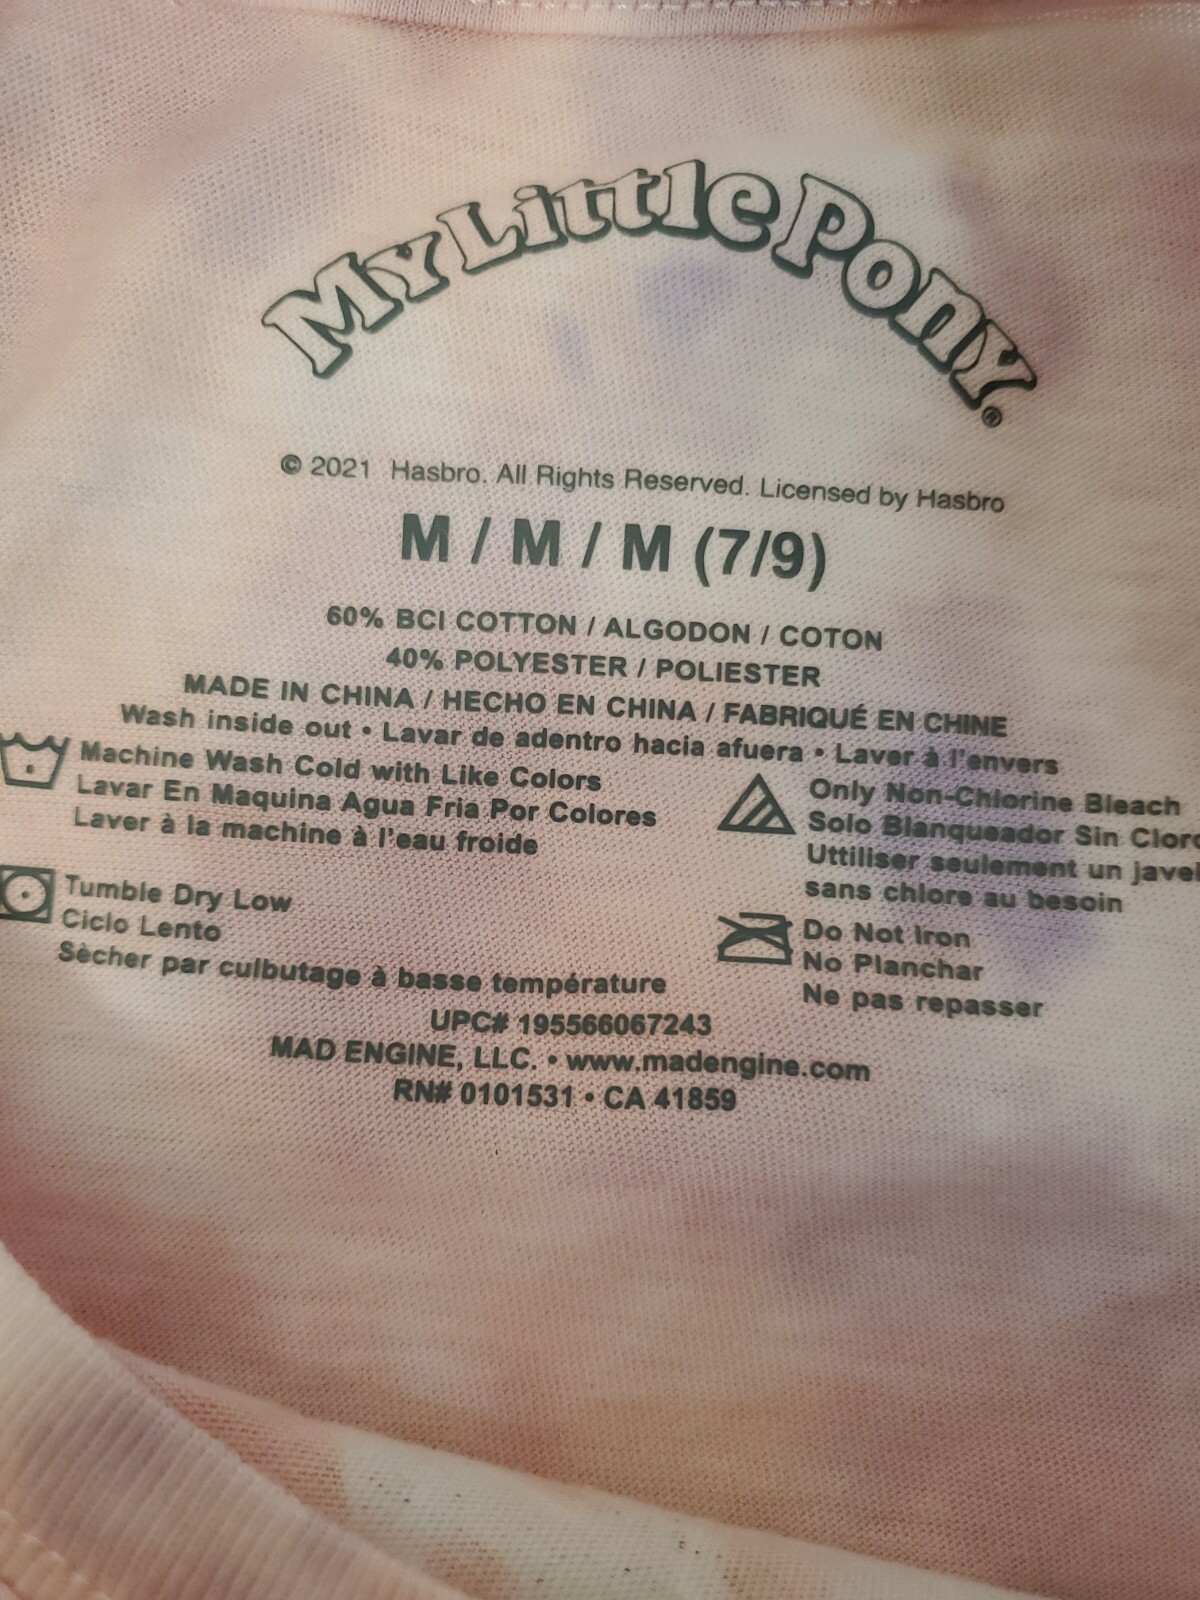 My Little Pony®
© 2021 Hasbro. All Rights Reserved. Licensed by Hasbro
M / M / M (7/9)
60% BCI COTTON / ALGODON / COTON
40% POLYESTER / POLIESTER
MADE IN CHINA / HECHO EN CHINA / FABRIQUÉ EN CHINE
Wash inside out • Lavar de adentro hacia afuera • Laver à l'envers
Machine Wash Cold with Like Colors
Lavar En Maquina Agua Fria Por Colores
Laver à la machine à l'eau froide
Only Non-Chlorine Bleach
Solo Blanqueador Sin Cloro
Uttiliser seulement un javel
sans chlore au besoin
Tumble Dry Low
Ciclo Lento
Sècher par culbutage à basse température
Do Not Iron
No Planchar
Ne pas repasser
UPC# 195566067243
MAD ENGINE, LLC. • www.madengine.com
RN# 0101531 • CA 41859